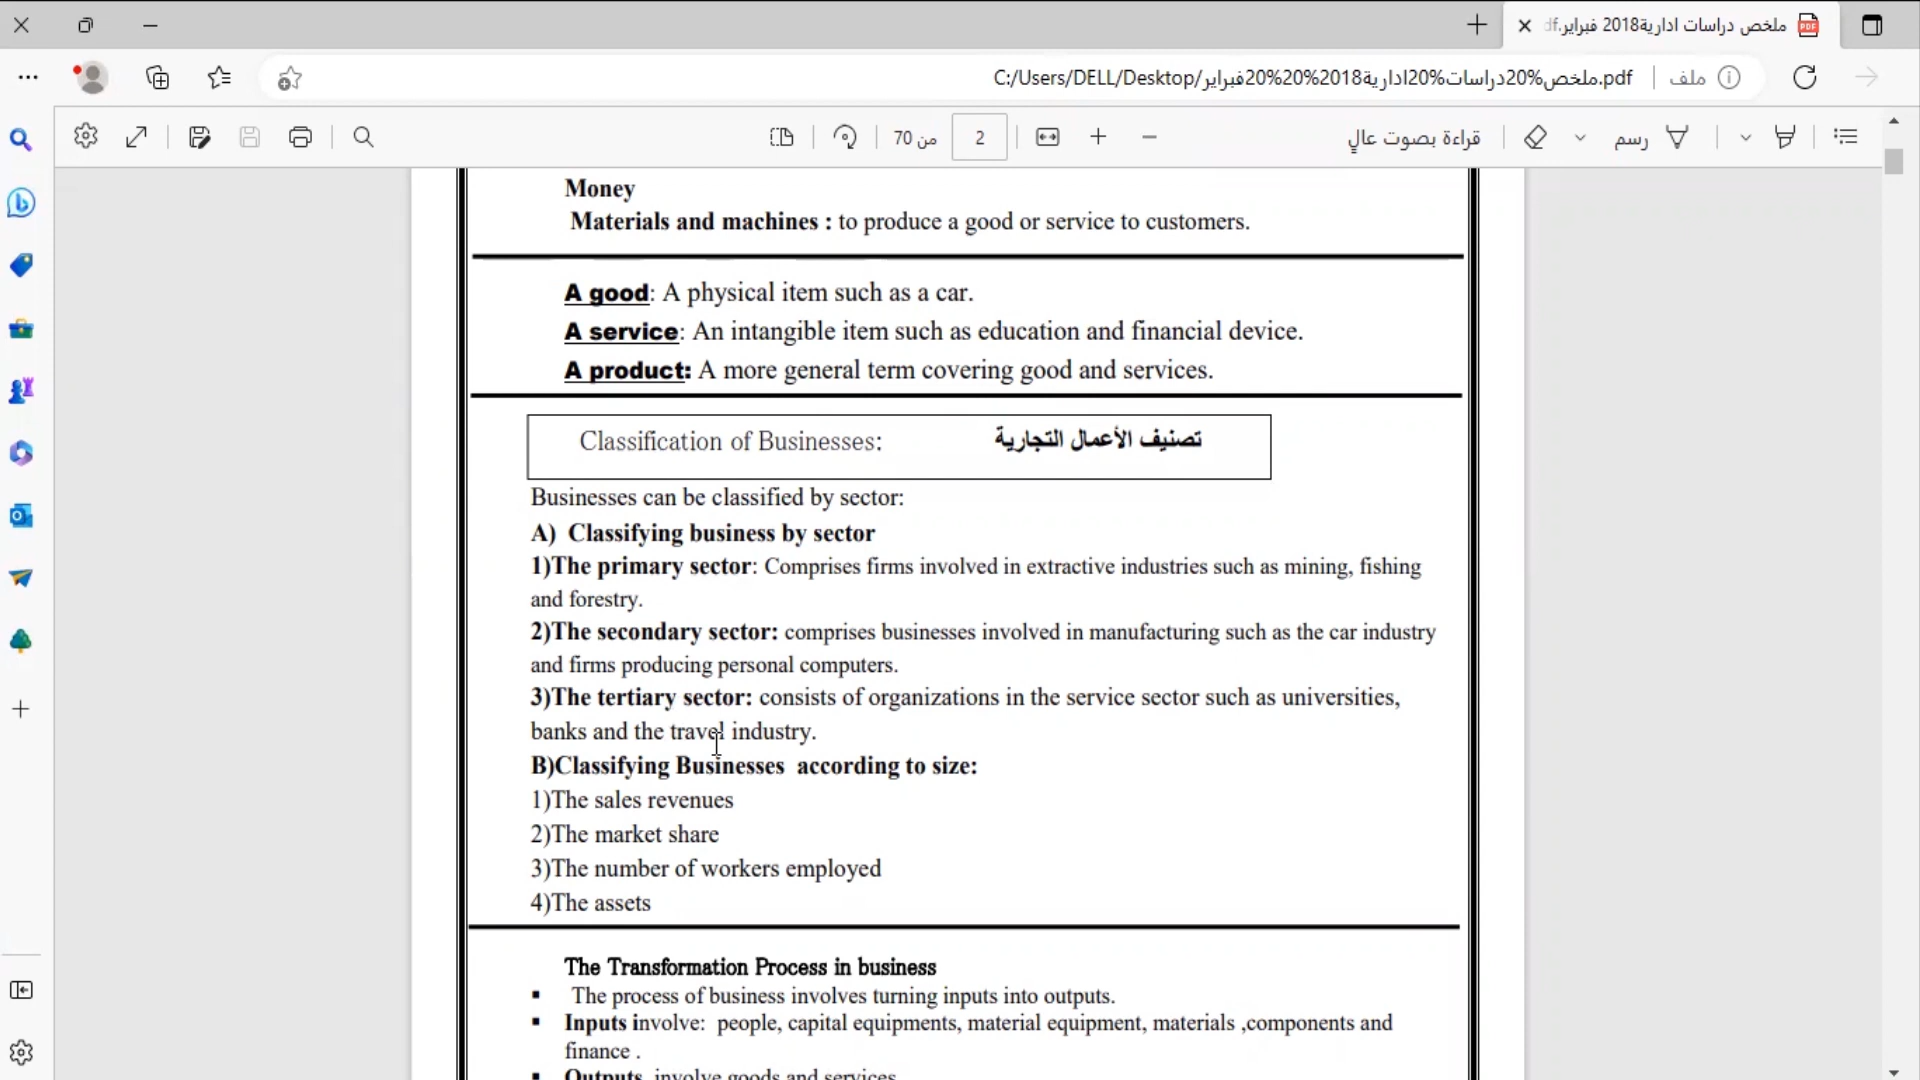 ملخص دراسات ادارية2018 فبراير.df
C:/Users/DELL/Desktop/ملخص%20دراسات%20ادارية2018%20%20فبراير.pdf
ملف
من 70
2
قراءة بصوت عالٍ
رسم
Money
Materials and machines : to produce a good or service to customers.
A good: A physical item such as a car.
A service: An intangible item such as education and financial device.
A product: A more general term covering good and services.
Classification of Businesses: تصنيف الأعمال التجارية
Businesses can be classified by sector:
A) Classifying business by sector
1)The primary sector: Comprises firms involved in extractive industries such as mining, fishing
and forestry.
2)The secondary sector: comprises businesses involved in manufacturing such as the car industry
and firms producing personal computers.
3)The tertiary sector: consists of organizations in the service sector such as universities,
banks and the travel industry.
B)Classifying Businesses according to size:
1)The sales revenues
2)The market share
3)The number of workers employed
4)The assets
The Transformation Process in business
▪ The process of business involves turning inputs into outputs.
▪ Inputs involve: people, capital equipments, material equipment, materials ,components and
finance .
▪ Outputs involve goods and services